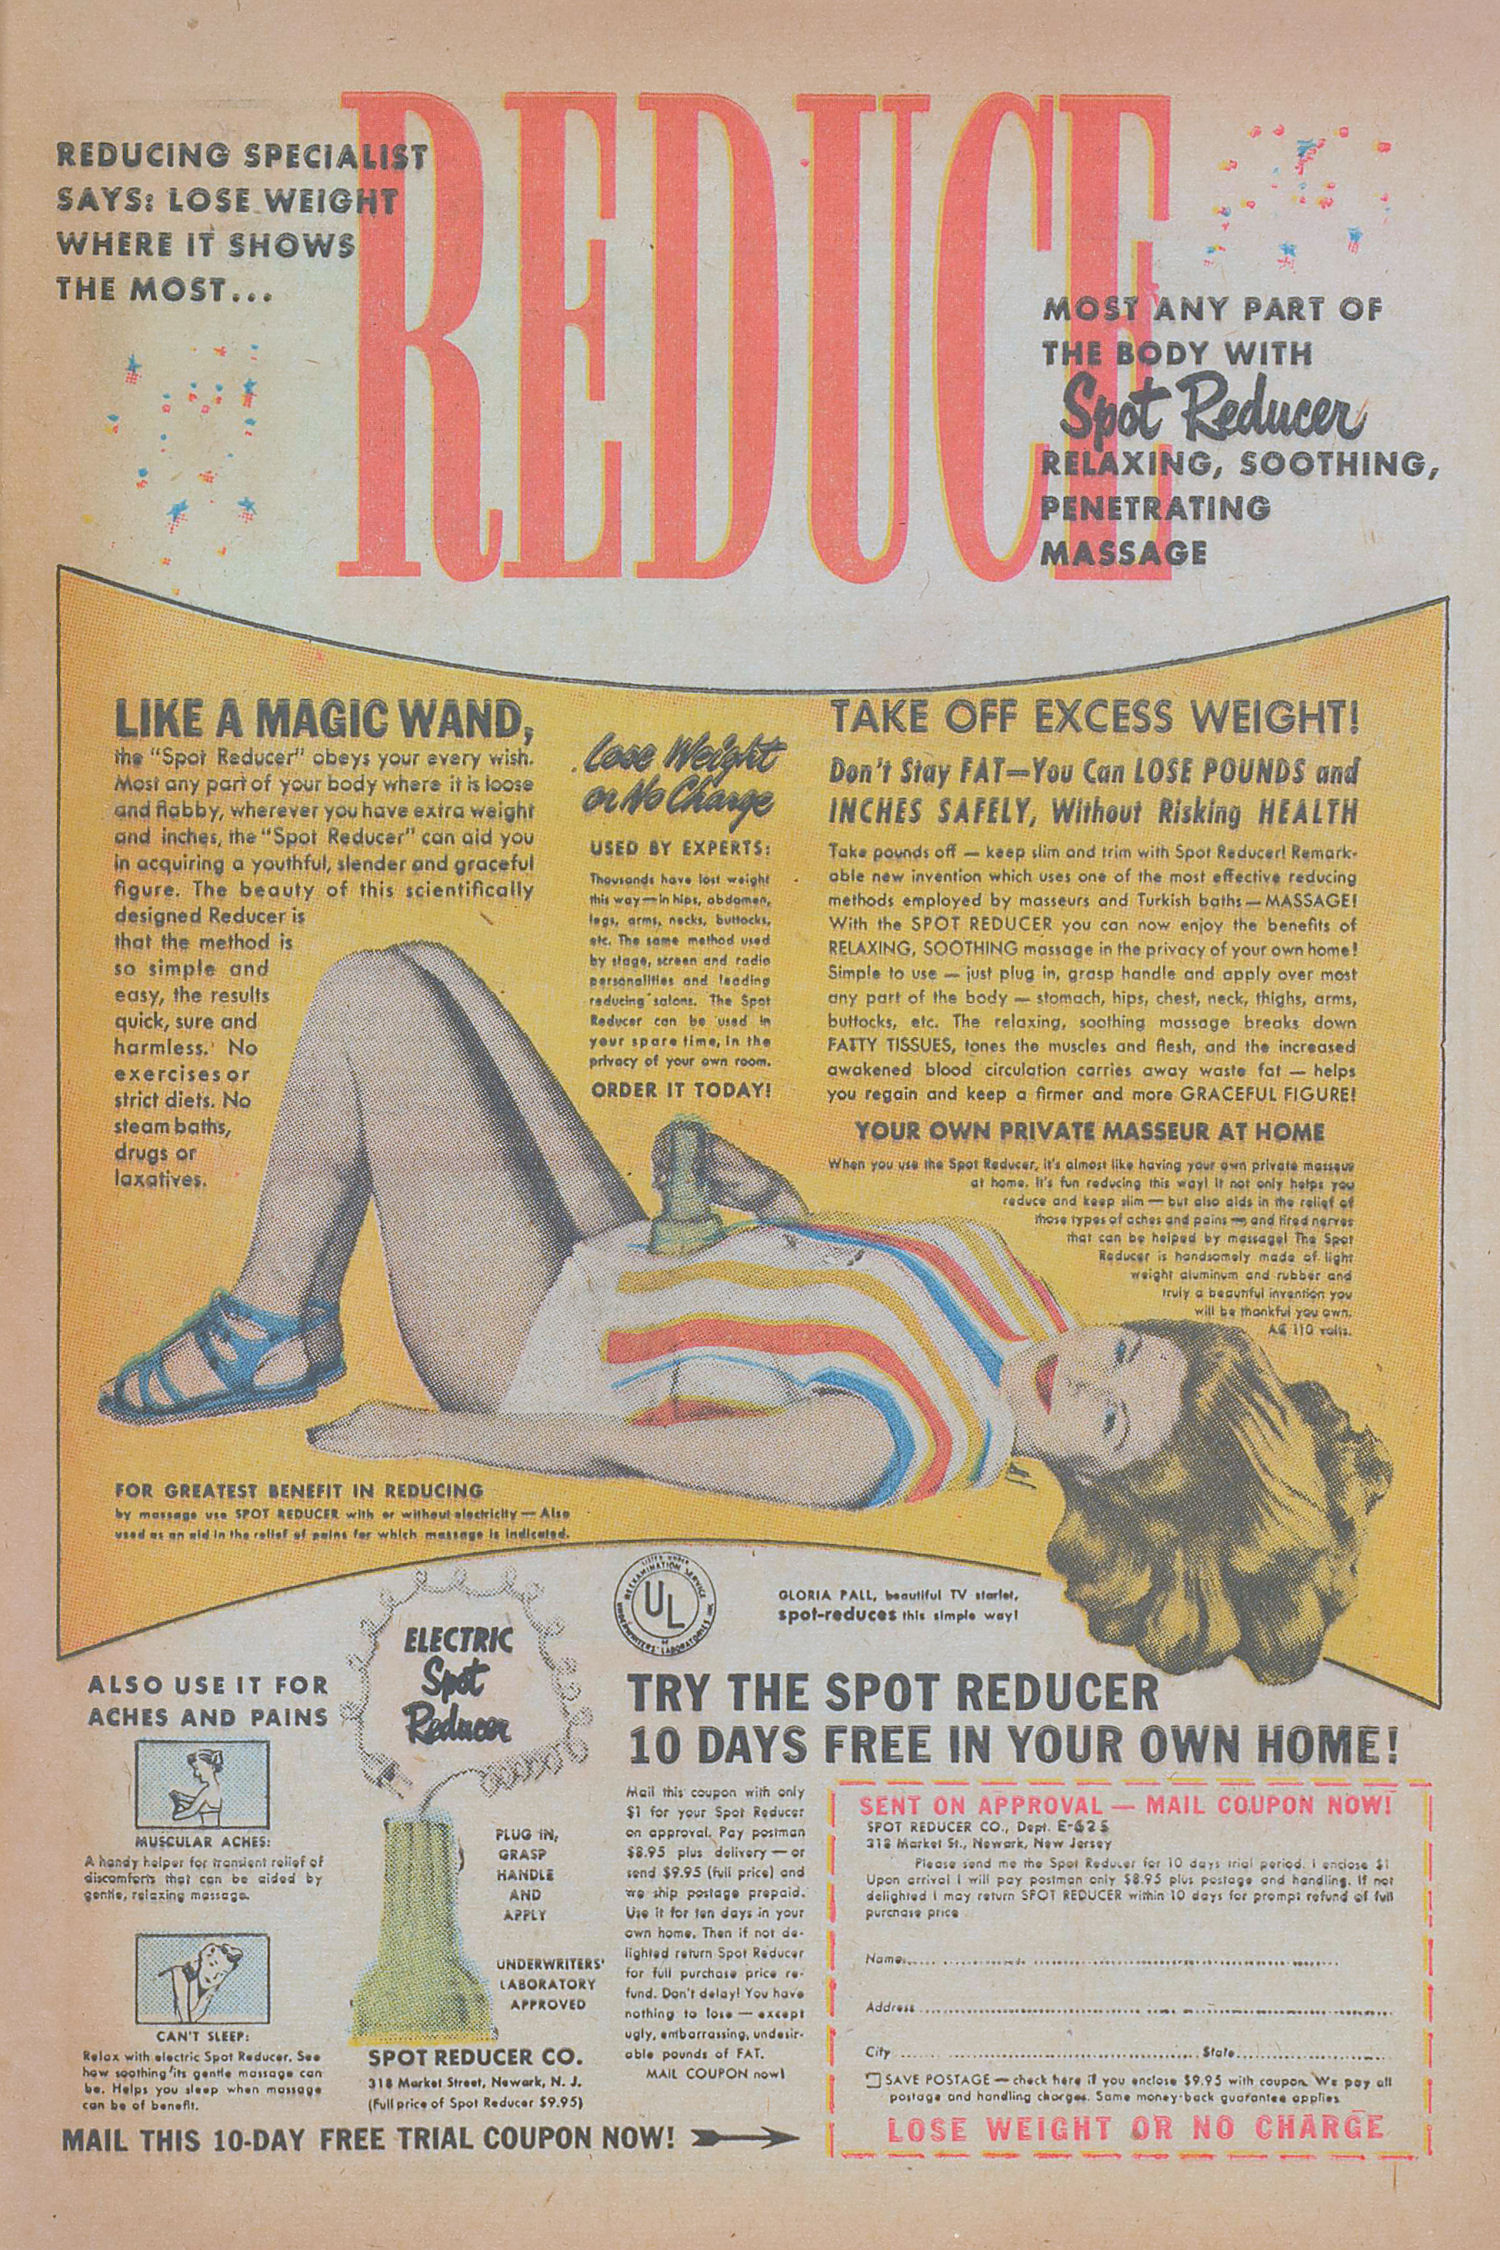 REDUCING SPECIALIST
SAYS: LOSE WEIGHT
WHERE IT SHOWS
THE MOST...
REDUCE
MOST ANY PART OF
THE BODY WITH
Spot Reducer
RELAXING, SOOTHING,
PENETRATING
MASSAGE
LIKE A MAGIC WAND,
the "Spot Reducer" obeys your every wish.
Most any part of your body where it is loose
and flabby, wherever you have extra weight
and inches, the "Spot Reducer" can aid you
in acquiring a youthful, slender and graceful
figure. The beauty of this scientifically
designed Reducer is
that the method is
so simple and
easy, the results
quick, sure and
harmless. No
exercises or
strict diets. No
steam baths,
drugs or
laxatives.
Lose Weight
or No Charge
USED BY EXPERTS:
Thousands have lost weight
this way—in hips, abdomen,
legs, arms, necks, buttocks,
etc. The same method used
by stage, screen and radio
personalities and leading
reducing salons. The Spot
Reducer can be used in
your spare time, in the
privacy of your own room.
ORDER IT TODAY!
TAKE OFF EXCESS WEIGHT!
Don't Stay FAT—You Can LOSE POUNDS and
INCHES SAFELY, Without Risking HEALTH
Take pounds off — keep slim and trim with Spot Reducer! Remark-
able new invention which uses one of the most effective reducing
methods employed by masseurs and Turkish baths—MASSAGE!
With the SPOT REDUCER you can now enjoy the benefits of
RELAXING, SOOTHING massage in the privacy of your own home!
Simple to use — just plug in, grasp handle and apply over most
any part of the body — stomach, hips, chest, neck, thighs, arms,
buttocks, etc. The relaxing, soothing massage breaks down
FATTY TISSUES, tones the muscles and flesh, and the increased
awakened blood circulation carries away waste fat — helps
you regain and keep a firmer and more GRACEFUL FIGURE!
YOUR OWN PRIVATE MASSEUR AT HOME
When you use the Spot Reducer, it's almost like having your own private masseur
at home. It's fun reducing this way! It not only helps you
reduce and keep slim — but also aids in the relief of
those types of aches and pains — and tired nerves
that can be helped by massage! The Spot
Reducer is handsomely made of light
weight aluminum and rubber and
truly a beautiful invention you
will be thankful you own.
AC 110 volts.
FOR GREATEST BENEFIT IN REDUCING
by massage use SPOT REDUCER with or without electricity — Also
used as an aid in the relief of pains for which massage is indicated.
LISTED UNDER
REEXAMINATION SERVICE
UL
UNDERWRITERS' LABORATORIES, INC.
GLORIA PALL, beautiful TV starlet,
spot-reduces this simple way!
ALSO USE IT FOR
ACHES AND PAINS
MUSCULAR ACHES:
A handy helper for transient relief of
discomforts that can be aided by
gentle, relaxing massage.
CAN'T SLEEP:
Relax with electric Spot Reducer. See
how soothing its gentle massage can
be. Helps you sleep when massage
can be of benefit.
ELECTRIC
Spot
Reducer
PLUG IN,
GRASP
HANDLE
AND
APPLY
UNDERWRITERS'
LABORATORY
APPROVED
SPOT REDUCER CO.
318 Market Street, Newark, N. J.
(Full price of Spot Reducer $9.95)
TRY THE SPOT REDUCER
10 DAYS FREE IN YOUR OWN HOME!
Mail this coupon with only
$1 for your Spot Reducer
on approval. Pay postman
$8.95 plus delivery — or
send $9.95 (full price) and
we ship postage prepaid.
Use it for ten days in your
own home. Then if not de-
lighted return Spot Reducer
for full purchase price re-
fund. Don't delay! You have
nothing to lose — except
ugly, embarrassing, undesir-
able pounds of FAT.
MAIL COUPON now!
SENT ON APPROVAL — MAIL COUPON NOW!
SPOT REDUCER CO., Dept. E-625
318 Market St., Newark, New Jersey
Please send me the Spot Reducer for 10 days trial period. I enclose $1
Upon arrival I will pay postman only $8.95 plus postage and handling. If not
delighted I may return SPOT REDUCER within 10 days for prompt refund of full
purchase price
Name
Address
City State
SAVE POSTAGE — check here if you enclose $9.95 with coupon. We pay all
postage and handling charges. Same money-back guarantee applies
LOSE WEIGHT OR NO CHARGE
MAIL THIS 10-DAY FREE TRIAL COUPON NOW!